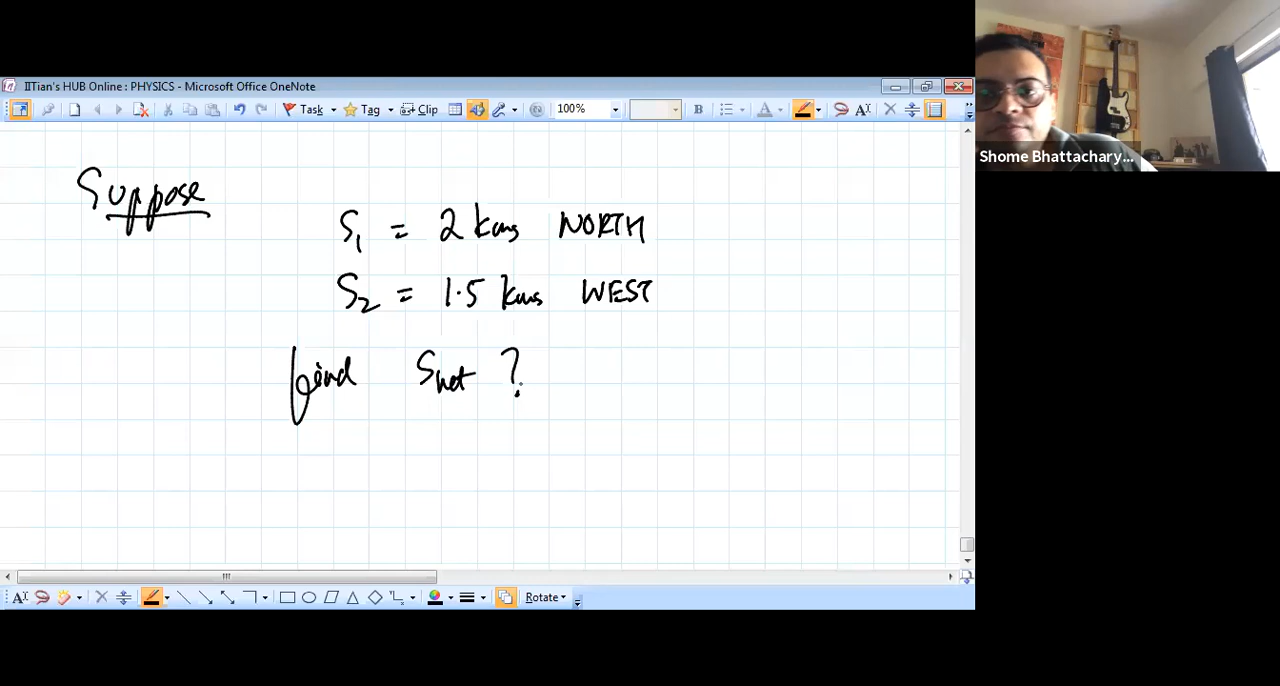 IITian's HUB Online : PHYSICS - Microsoft Office OneNote
Task Tag Clip 100% B A
Suppose
S1 = 2 kms NORTH
S2 = 1.5 kms WEST
find Snet ?
Shome Bhattachary...
Rotate